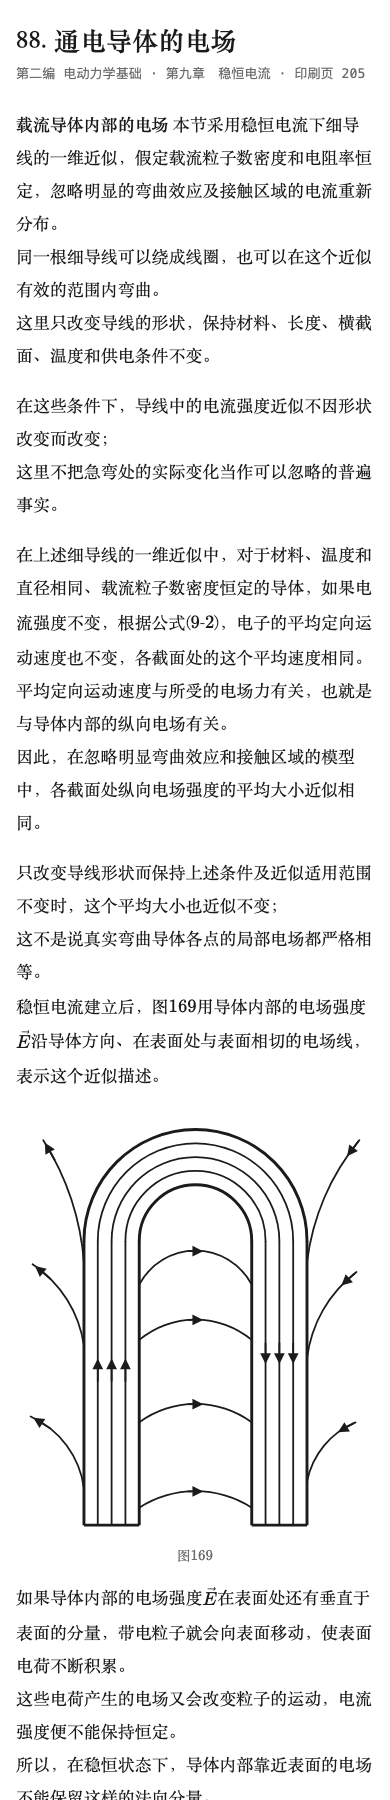 88. 通电导体的电场
第二编 电动力学基础 · 第九章 稳恒电流 · 印刷页 205
载流导体内部的电场 本节采用稳恒电流下细导
线的一维近似，假定载流粒子数密度和电阻率恒
定，忽略明显的弯曲效应及接触区域的电流重新
分布。
同一根细导线可以绕成线圈，也可以在这个近似
有效的范围内弯曲。
这里只改变导线的形状，保持材料、长度、横截
面、温度和供电条件不变。
在这些条件下，导线中的电流强度近似不因形状
改变而改变；
这里不把急弯处的实际变化当作可以忽略的普遍
事实。
在上述细导线的一维近似中，对于材料、温度和
直径相同、载流粒子数密度恒定的导体，如果电
流强度不变，根据公式(9-2)，电子的平均定向运
动速度也不变，各截面处的这个平均速度相同。
平均定向运动速度与所受的电场力有关，也就是
与导体内部的纵向电场有关。
因此，在忽略明显弯曲效应和接触区域的模型
中，各截面处纵向电场强度的平均大小近似相
同。
只改变导线形状而保持上述条件及近似适用范围
不变时，这个平均大小也近似不变；
这不是说真实弯曲导体各点的局部电场都严格相
等。
稳恒电流建立后，图169用导体内部的电场强度
E⃗沿导体方向、在表面处与表面相切的电场线，
表示这个近似描述。
图169
如果导体内部的电场强度E⃗在表面处还有垂直于
表面的分量，带电粒子就会向表面移动，使表面
电荷不断积累。
这些电荷产生的电场又会改变粒子的运动，电流
强度便不能保持恒定。
所以，在稳恒状态下，导体内部靠近表面的电场
不能保留这样的法向分量。